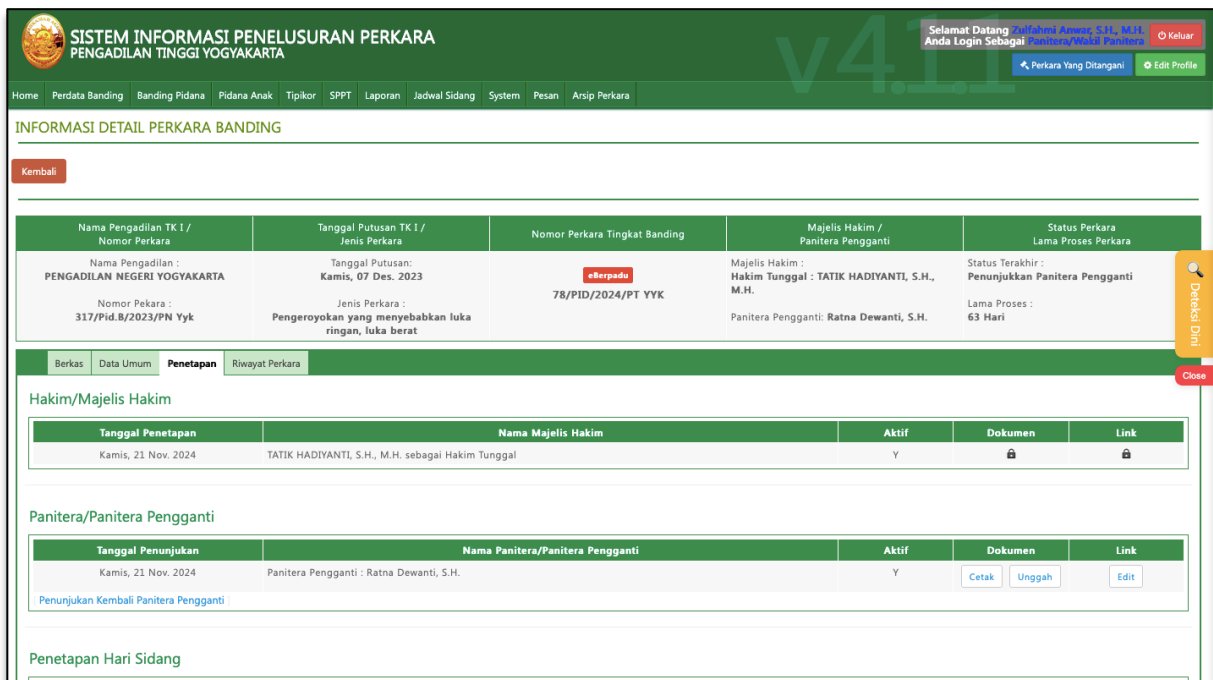 SISTEM INFORMASI PENELUSURAN PERKARA
PENGADILAN TINGGI YOGYAKARTA
v4.1.1
Selamat Datang Zulfahmi Anwar, S.H., M.H.
Anda Login Sebagai Panitera/Wakil Panitera
Keluar
Perkara Yang Ditangani Edit Profile
Home Perdata Banding Banding Pidana Pidana Anak Tipikor SPPT Laporan Jadwal Sidang System Pesan Arsip Perkara
INFORMASI DETAIL PERKARA BANDING
Kembali
Nama Pengadilan TK I /
Nomor Perkara
Tanggal Putusan TK I /
Jenis Perkara
Nomor Perkara Tingkat Banding
Majelis Hakim /
Panitera Pengganti
Status Perkara
Lama Proses Perkara
Nama Pengadilan :
PENGADILAN NEGERI YOGYAKARTA
Nomor Pekara :
317/Pid.B/2023/PN Yyk
Tanggal Putusan:
Kamis, 07 Des. 2023
Jenis Perkara :
Pengeroyokan yang menyebabkan luka
ringan, luka berat
eBerpadu
78/PID/2024/PT YYK
Majelis Hakim :
Hakim Tunggal : TATIK HADIYANTI, S.H.,
M.H.
Panitera Pengganti: Ratna Dewanti, S.H.
Status Terakhir :
Penunjukkan Panitera Pengganti
Lama Proses :
63 Hari
Deteksi Dini
Close
Berkas Data Umum Penetapan Riwayat Perkara
Hakim/Majelis Hakim
Tanggal Penetapan Nama Majelis Hakim Aktif Dokumen Link
Kamis, 21 Nov. 2024 TATIK HADIYANTI, S.H., M.H. sebagai Hakim Tunggal Y
Panitera/Panitera Pengganti
Tanggal Penunjukan Nama Panitera/Panitera Pengganti Aktif Dokumen Link
Kamis, 21 Nov. 2024 Panitera Pengganti : Ratna Dewanti, S.H. Y Cetak Unggah Edit
| Penunjukan Kembali Panitera Pengganti |
Penetapan Hari Sidang